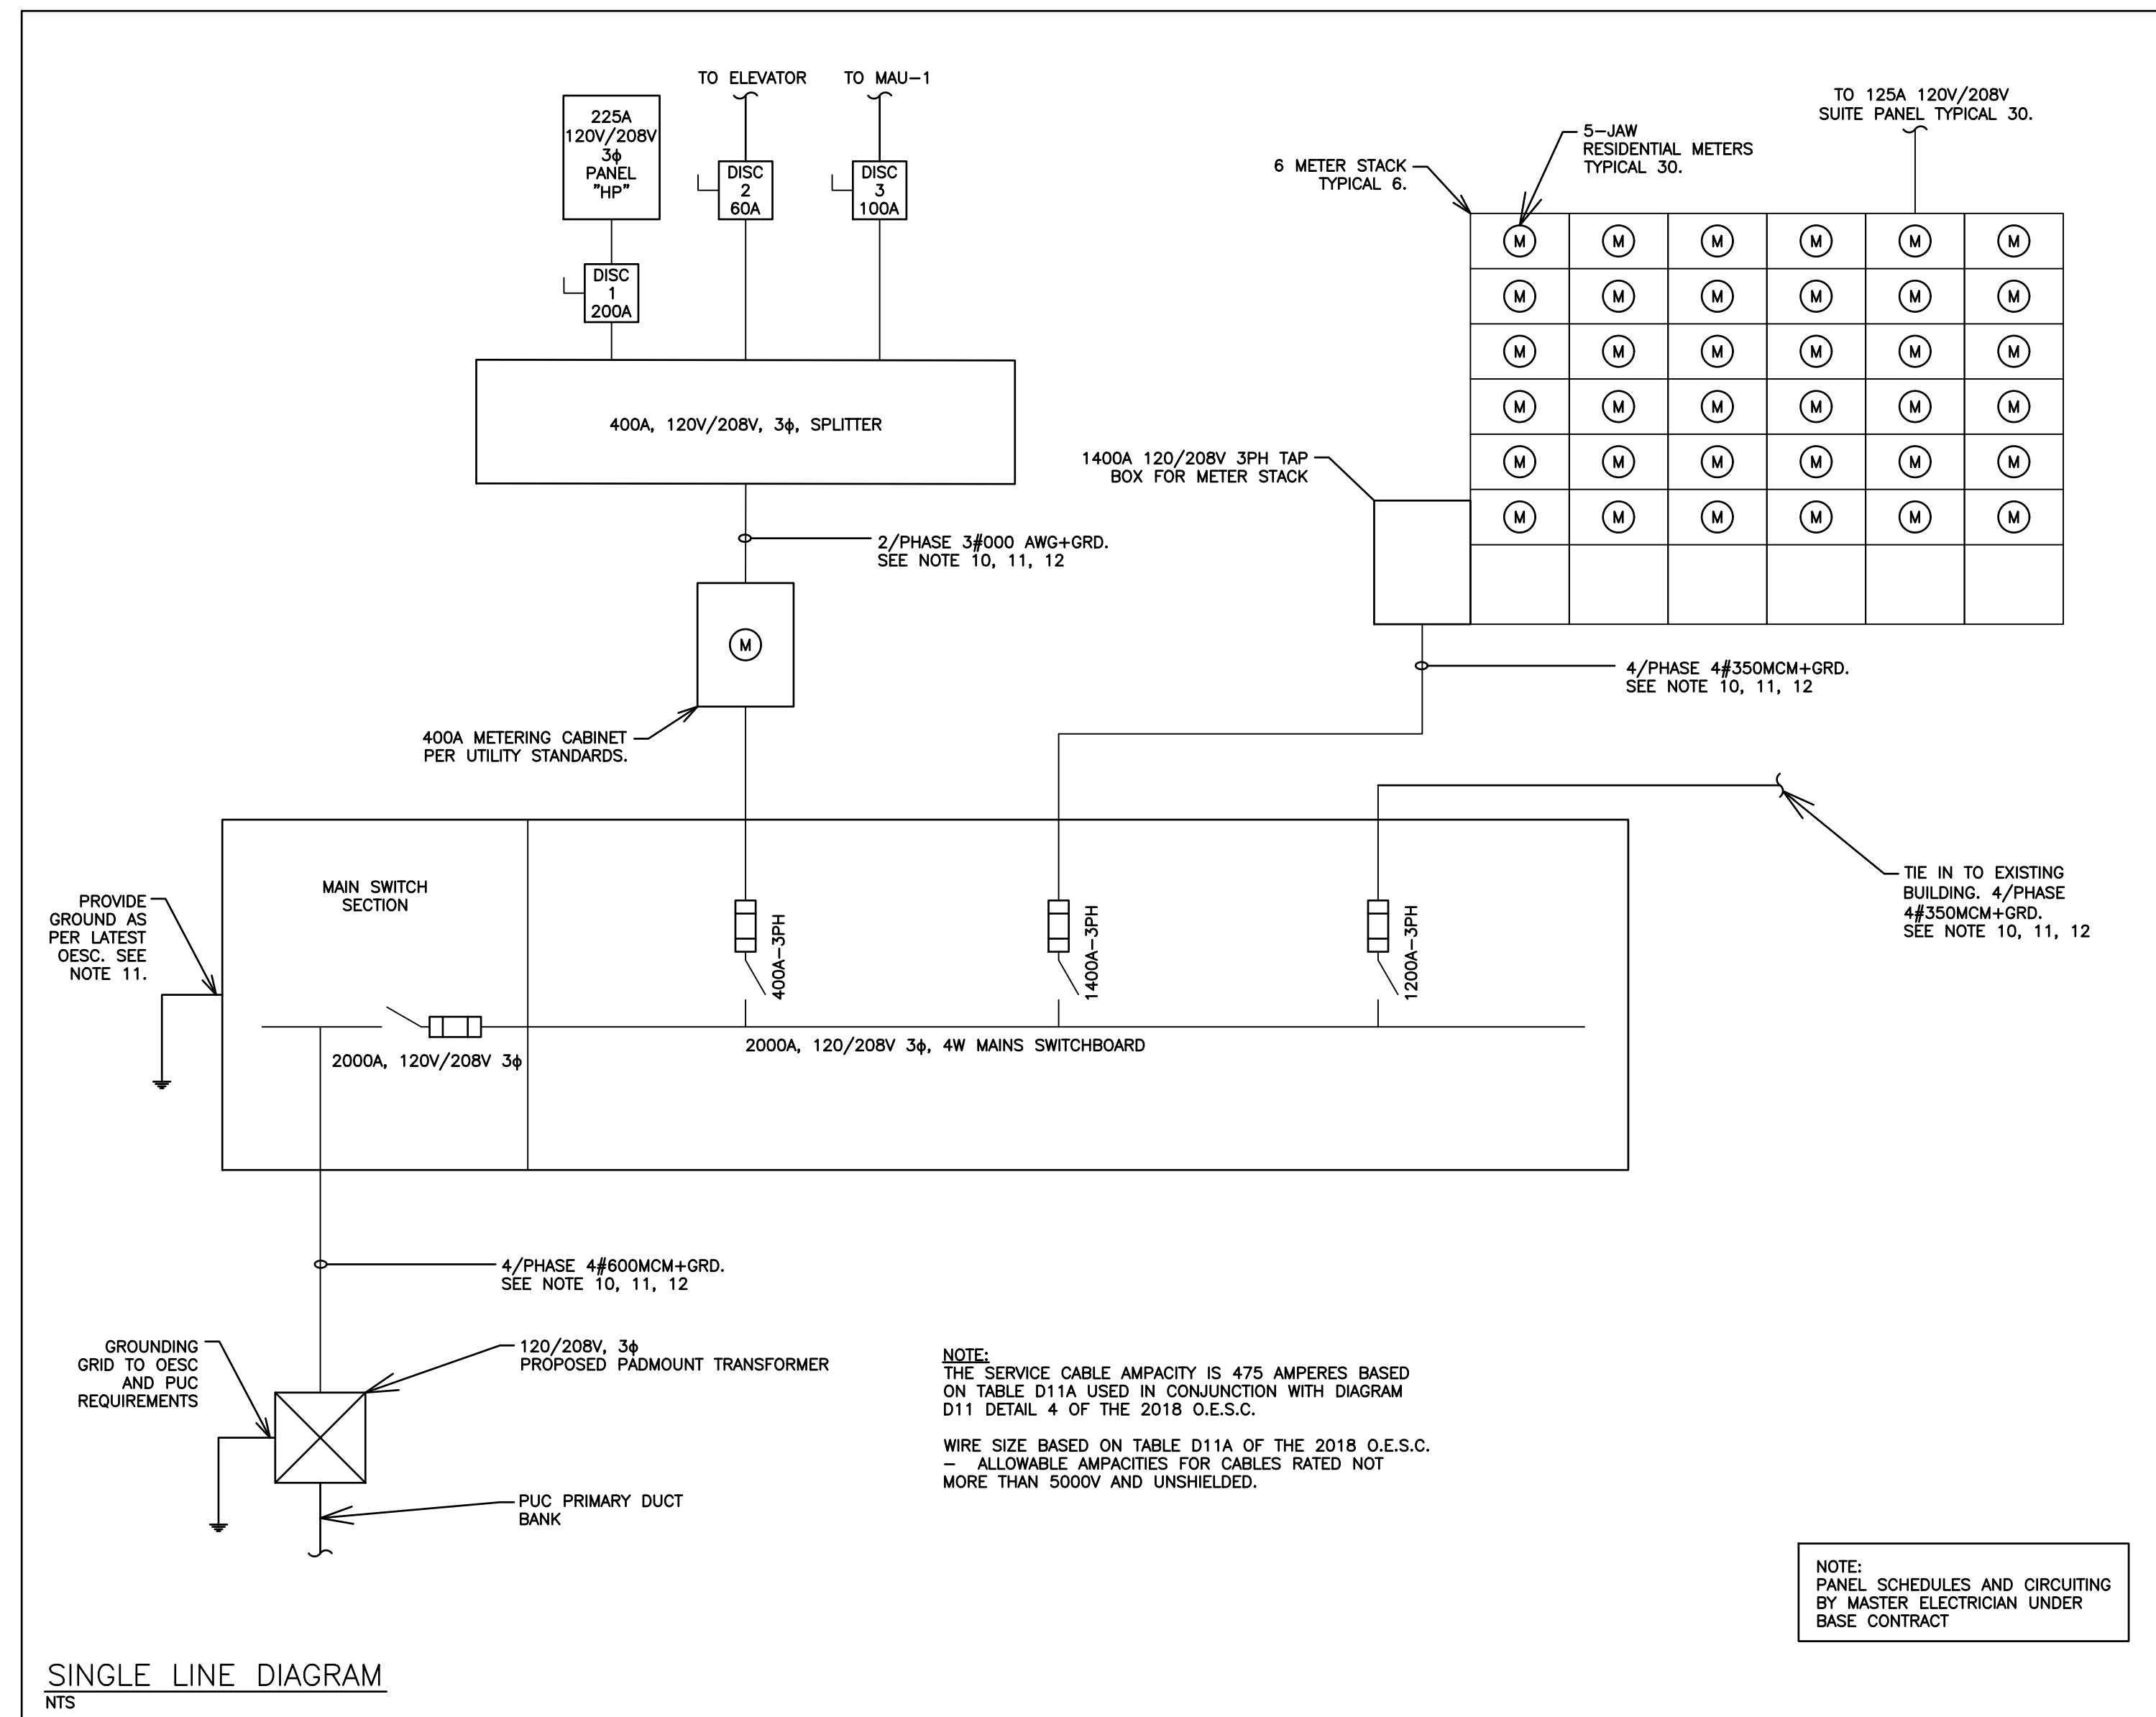 TO ELEVATOR
TO MAU-1
225A
120V/208V
3ϕ
PANEL
"HP"
DISC
2
60A
DISC
3
100A
DISC
1
200A
400A, 120V/208V, 3ϕ, SPLITTER
2/PHASE 3#000 AWG+GRD.
SEE NOTE 10, 11, 12
M
400A METERING CABINET
PER UTILITY STANDARDS.
TO 125A 120V/208V
SUITE PANEL TYPICAL 30.
5-JAW
RESIDENTIAL METERS
TYPICAL 30.
6 METER STACK
TYPICAL 6.
M M M M M M
M M M M M M
M M M M M M
M M M M M M
M M M M M M
M M M M M M
1400A 120/208V 3PH TAP
BOX FOR METER STACK
4/PHASE 4#350MCM+GRD.
SEE NOTE 10, 11, 12
TIE IN TO EXISTING
BUILDING. 4/PHASE
4#350MCM+GRD.
SEE NOTE 10, 11, 12
PROVIDE
GROUND AS
PER LATEST
OESC. SEE
NOTE 11.
MAIN SWITCH
SECTION
400A-3PH
1400A-3PH
1200A-3PH
2000A, 120V/208V 3ϕ
2000A, 120/208V 3ϕ, 4W MAINS SWITCHBOARD
4/PHASE 4#600MCM+GRD.
SEE NOTE 10, 11, 12
GROUNDING
GRID TO OESC
AND PUC
REQUIREMENTS
120/208V, 3ϕ
PROPOSED PADMOUNT TRANSFORMER
PUC PRIMARY DUCT
BANK
NOTE:
THE SERVICE CABLE AMPACITY IS 475 AMPERES BASED
ON TABLE D11A USED IN CONJUNCTION WITH DIAGRAM
D11 DETAIL 4 OF THE 2018 O.E.S.C.
WIRE SIZE BASED ON TABLE D11A OF THE 2018 O.E.S.C.
- ALLOWABLE AMPACITIES FOR CABLES RATED NOT
MORE THAN 5000V AND UNSHIELDED.
NOTE:
PANEL SCHEDULES AND CIRCUITING
BY MASTER ELECTRICIAN UNDER
BASE CONTRACT
SINGLE LINE DIAGRAM
NTS